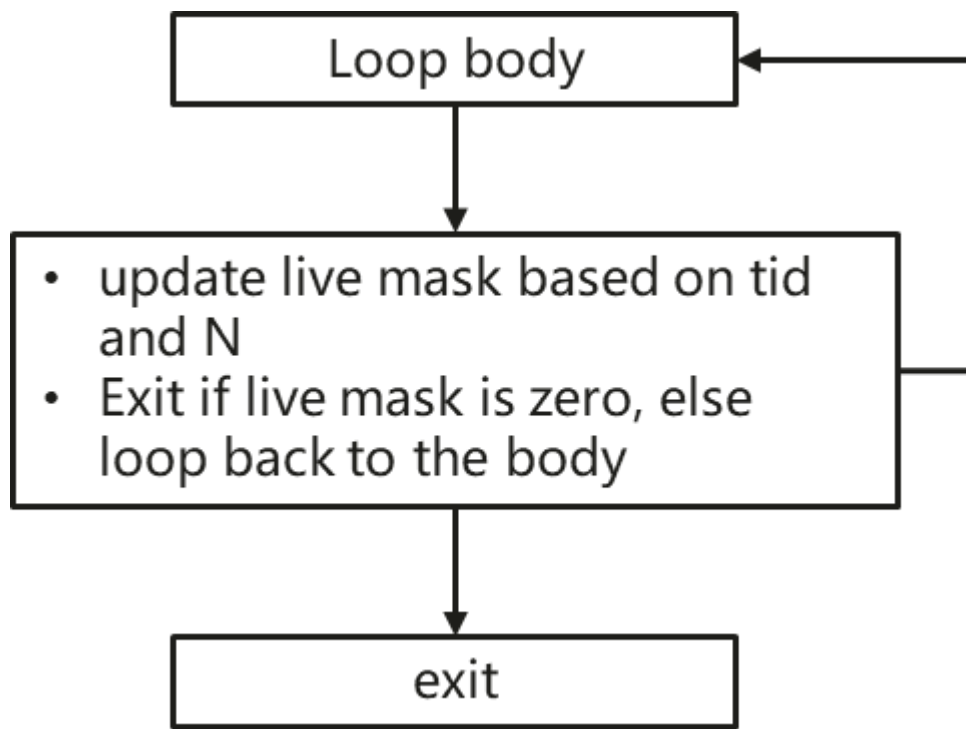 Loop body
• update live mask based on tid
and N
• Exit if live mask is zero, else
loop back to the body
exit